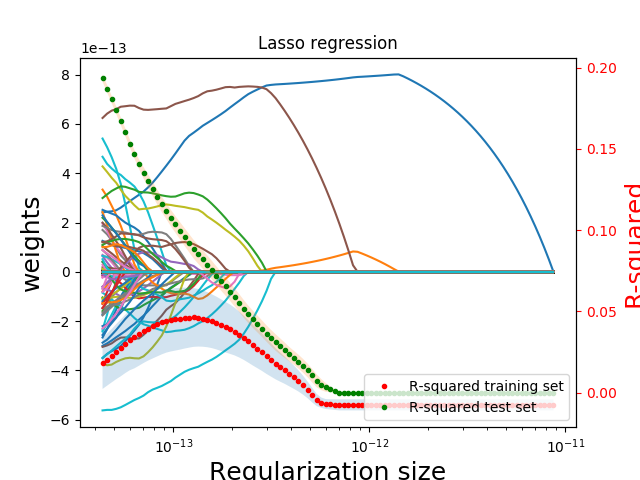 Lasso regression
1e−13
8
6
4
2
0
−2
−4
−6
weights
0.20
0.15
0.10
0.05
0.00
R-squared
10⁻¹³
10⁻¹²
10⁻¹¹
Regularization size
R-squared training set
R-squared test set